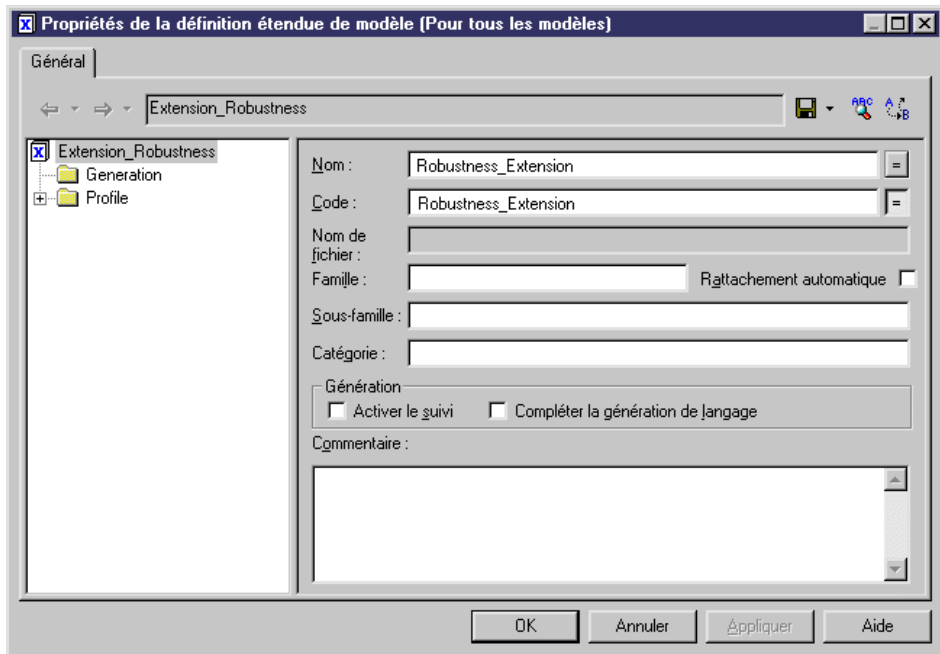 Propriétés de la définition étendue de modèle (Pour tous les modèles)
Général
Extension_Robustness
Extension_Robustness
Generation
Profile
Nom :
Robustness_Extension
=
Code :
Robustness_Extension
=
Nom de
fichier :
Famille :
Rattachement automatique
Sous-famille :
Catégorie :
Génération
Activer le suivi
Compléter la génération de langage
Commentaire :
OK
Annuler
Appliquer
Aide